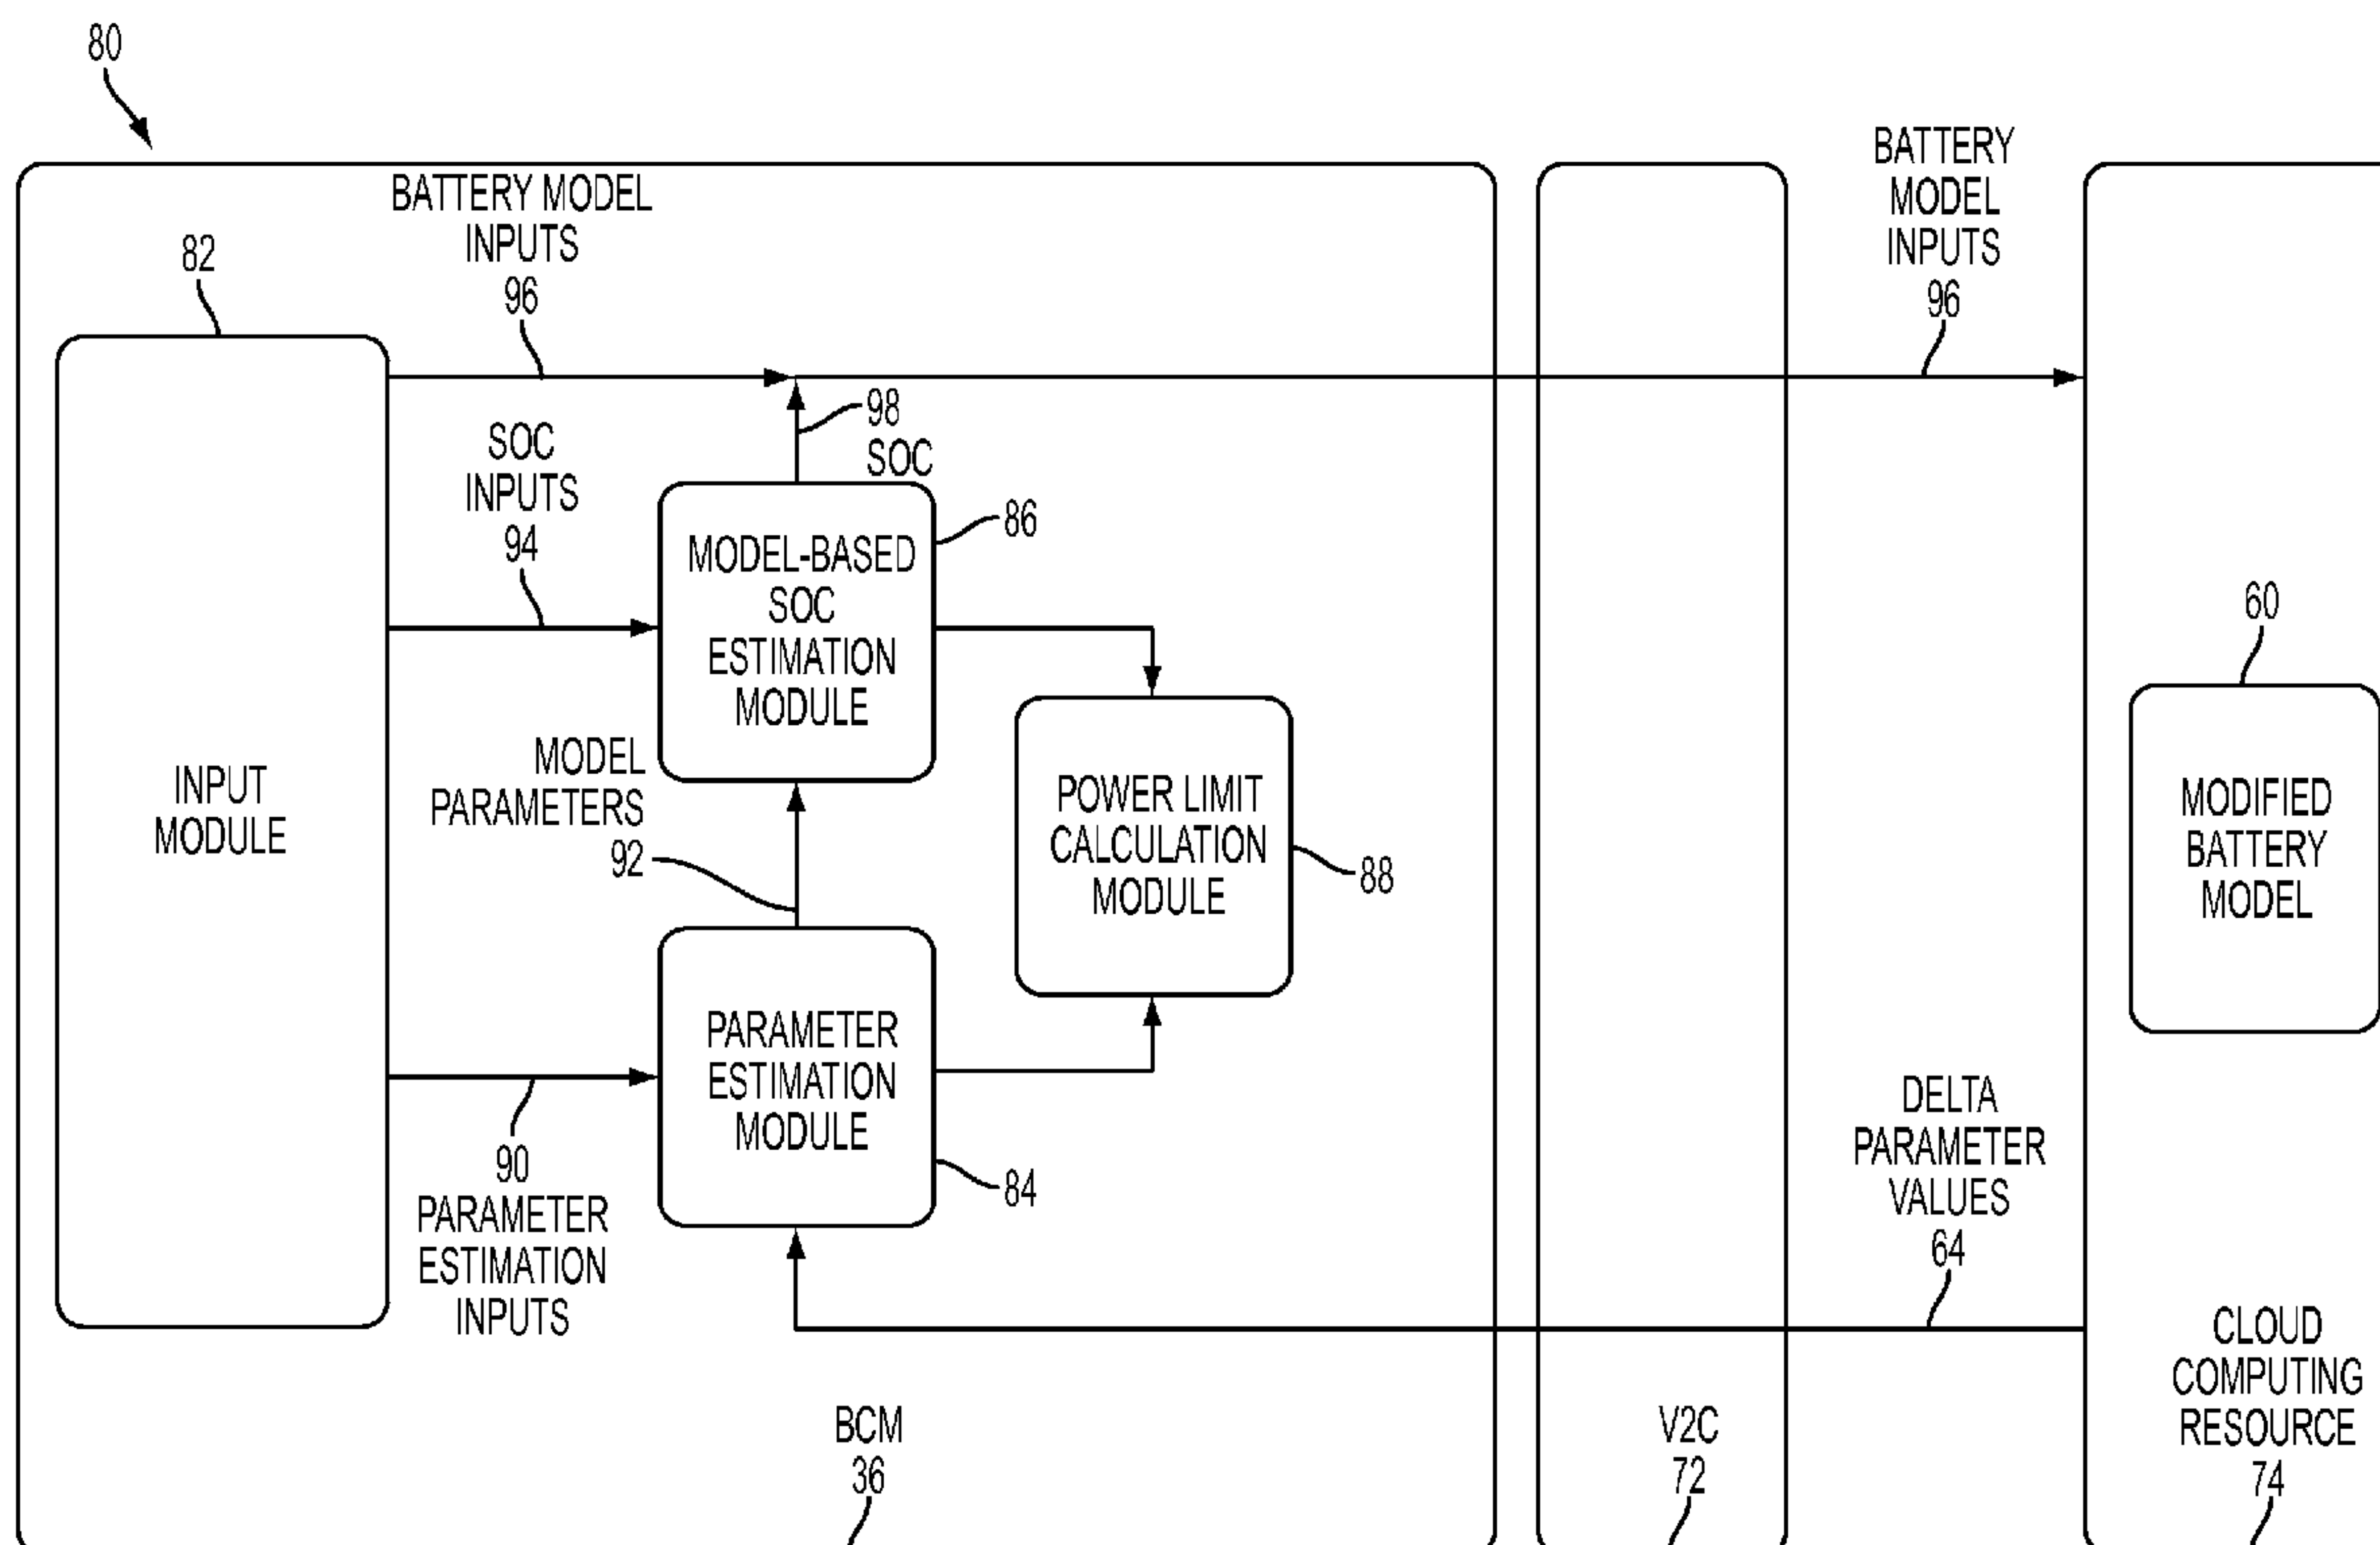 80
BATTERY MODEL
INPUTS
96
BATTERY
MODEL
INPUTS
96
82
INPUT
MODULE
SOC
INPUTS
94
98
SOC
MODEL-BASED
SOC
ESTIMATION
MODULE
86
MODEL
PARAMETERS
92
POWER LIMIT
CALCULATION
MODULE
88
PARAMETER
ESTIMATION
MODULE
84
90
PARAMETER
ESTIMATION
INPUTS
60
MODIFIED
BATTERY
MODEL
DELTA
PARAMETER
VALUES
64
BCM
36
V2C
72
CLOUD
COMPUTING
RESOURCE
74